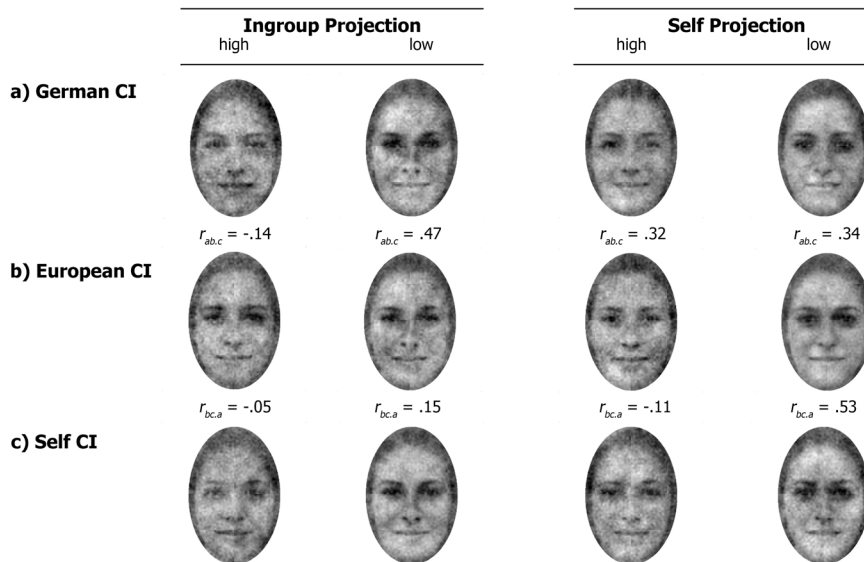 Ingroup Projection Self Projection
high low high low
a) German CI
r_ab.c = -.14 r_ab.c = .47 r_ab.c = .32 r_ab.c = .34
b) European CI
r_bc.a = -.05 r_bc.a = .15 r_bc.a = -.11 r_bc.a = .53
c) Self CI